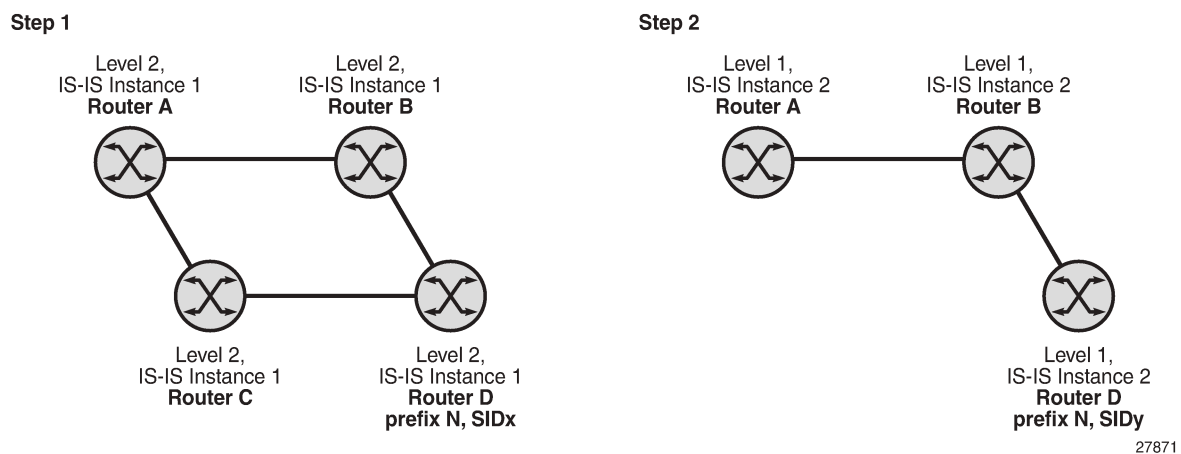 Step 1
Level 2,
IS-IS Instance 1
Router A
Level 2,
IS-IS Instance 1
Router B
Level 2,
IS-IS Instance 1
Router C
Level 2,
IS-IS Instance 1
Router D
prefix N, SIDx
Step 2
Level 1,
IS-IS Instance 2
Router A
Level 1,
IS-IS Instance 2
Router B
Level 1,
IS-IS Instance 2
Router D
prefix N, SIDy
27871